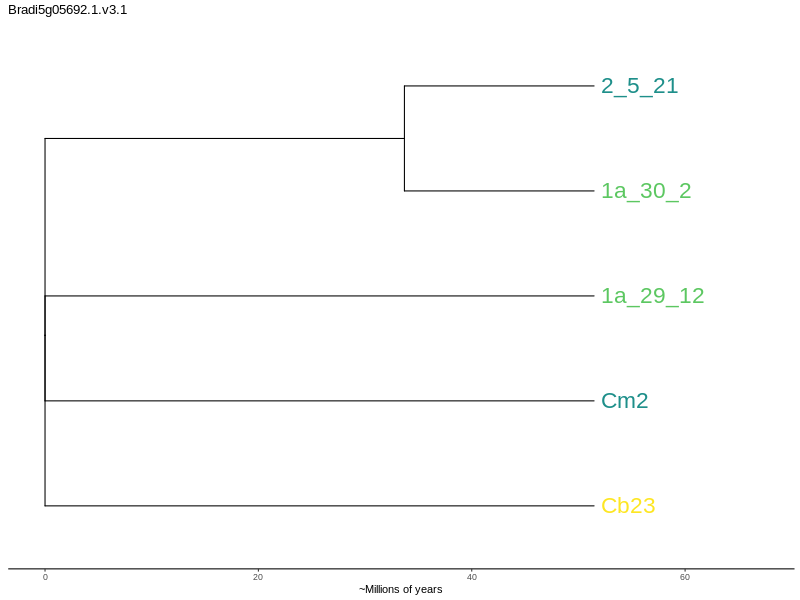 Bradi5g05692.1.v3.1
2_5_21
1a_30_2
1a_29_12
Cm2
Cb23
0 20 40 60
~Millions of years